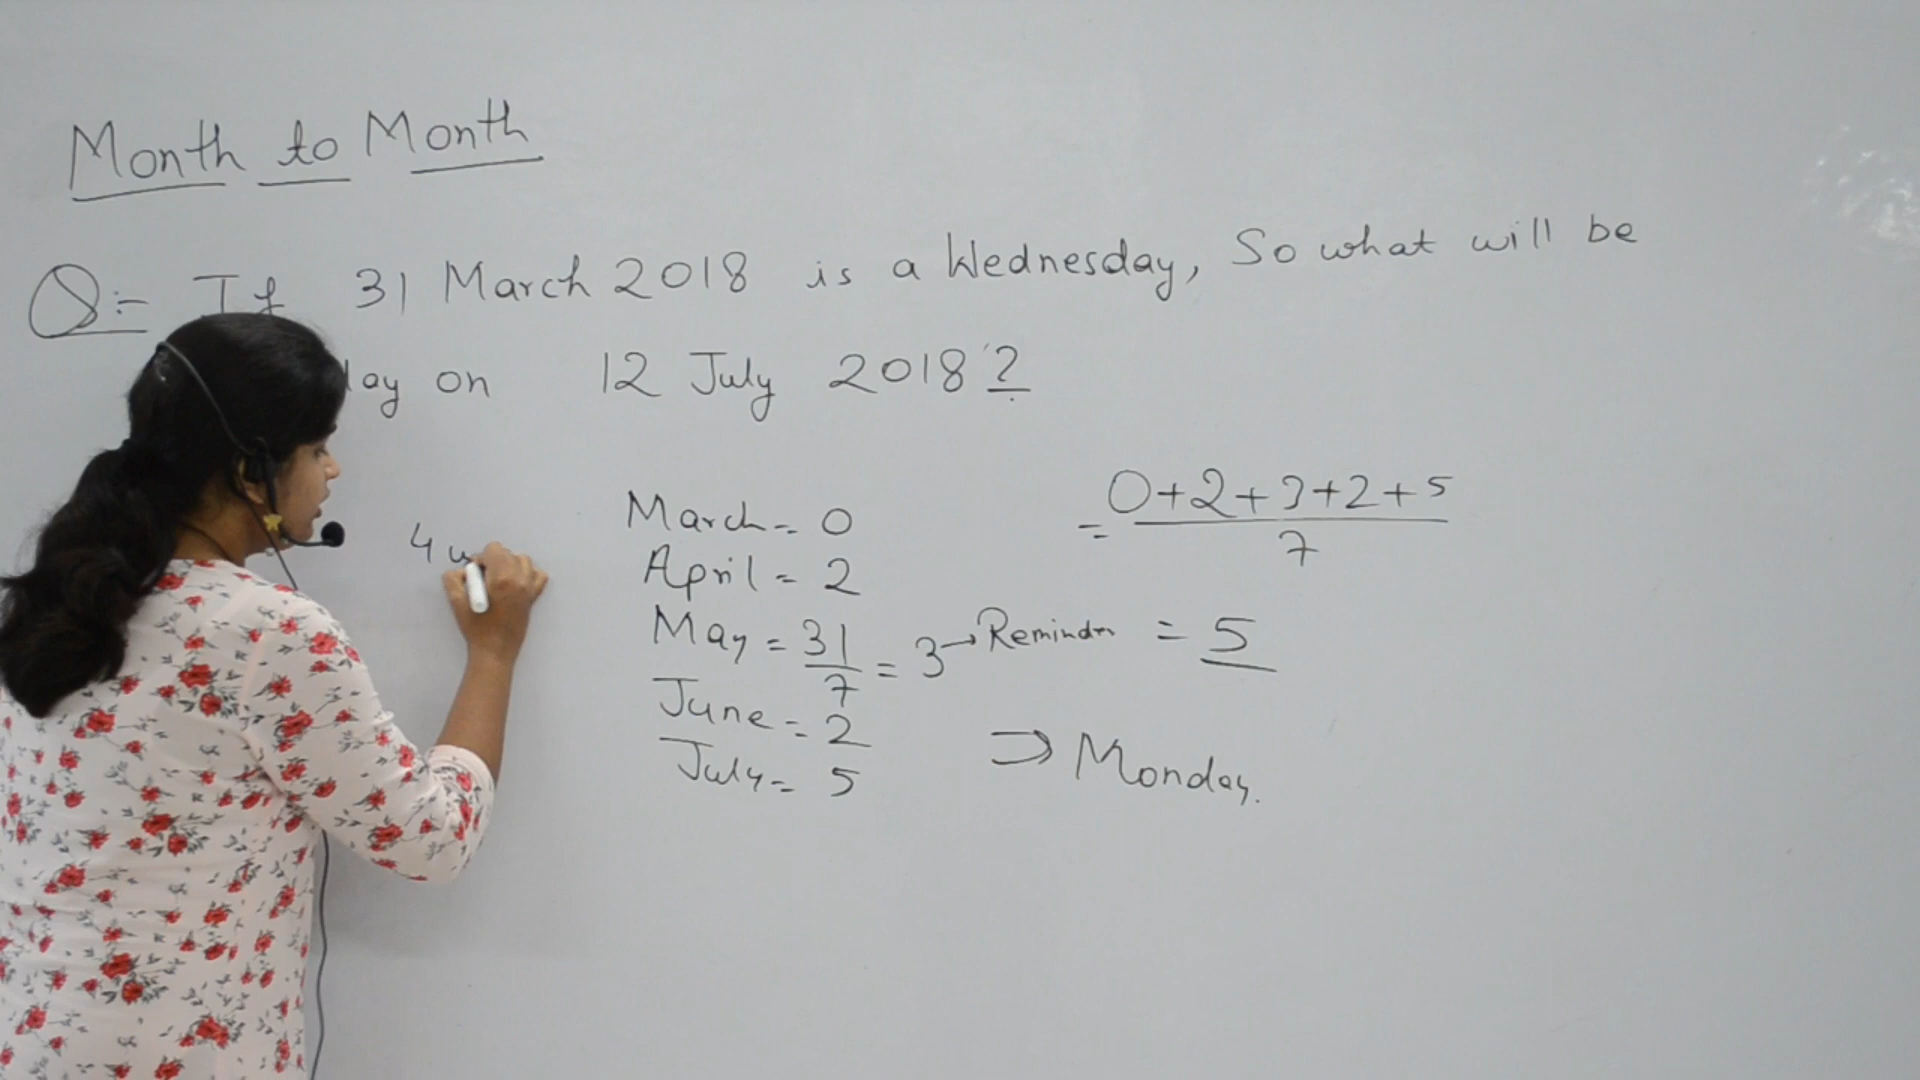 Month to Month
Q:- If 31 March 2018 is a Wednesday, So what will be
day on 12 July 2018?
4 w
March = 0
April = 2
May = 31/7 = 3 → Remindr
June = 2
July = 5
= 0+2+3+2+5
7
= 5
⇒ Monday.